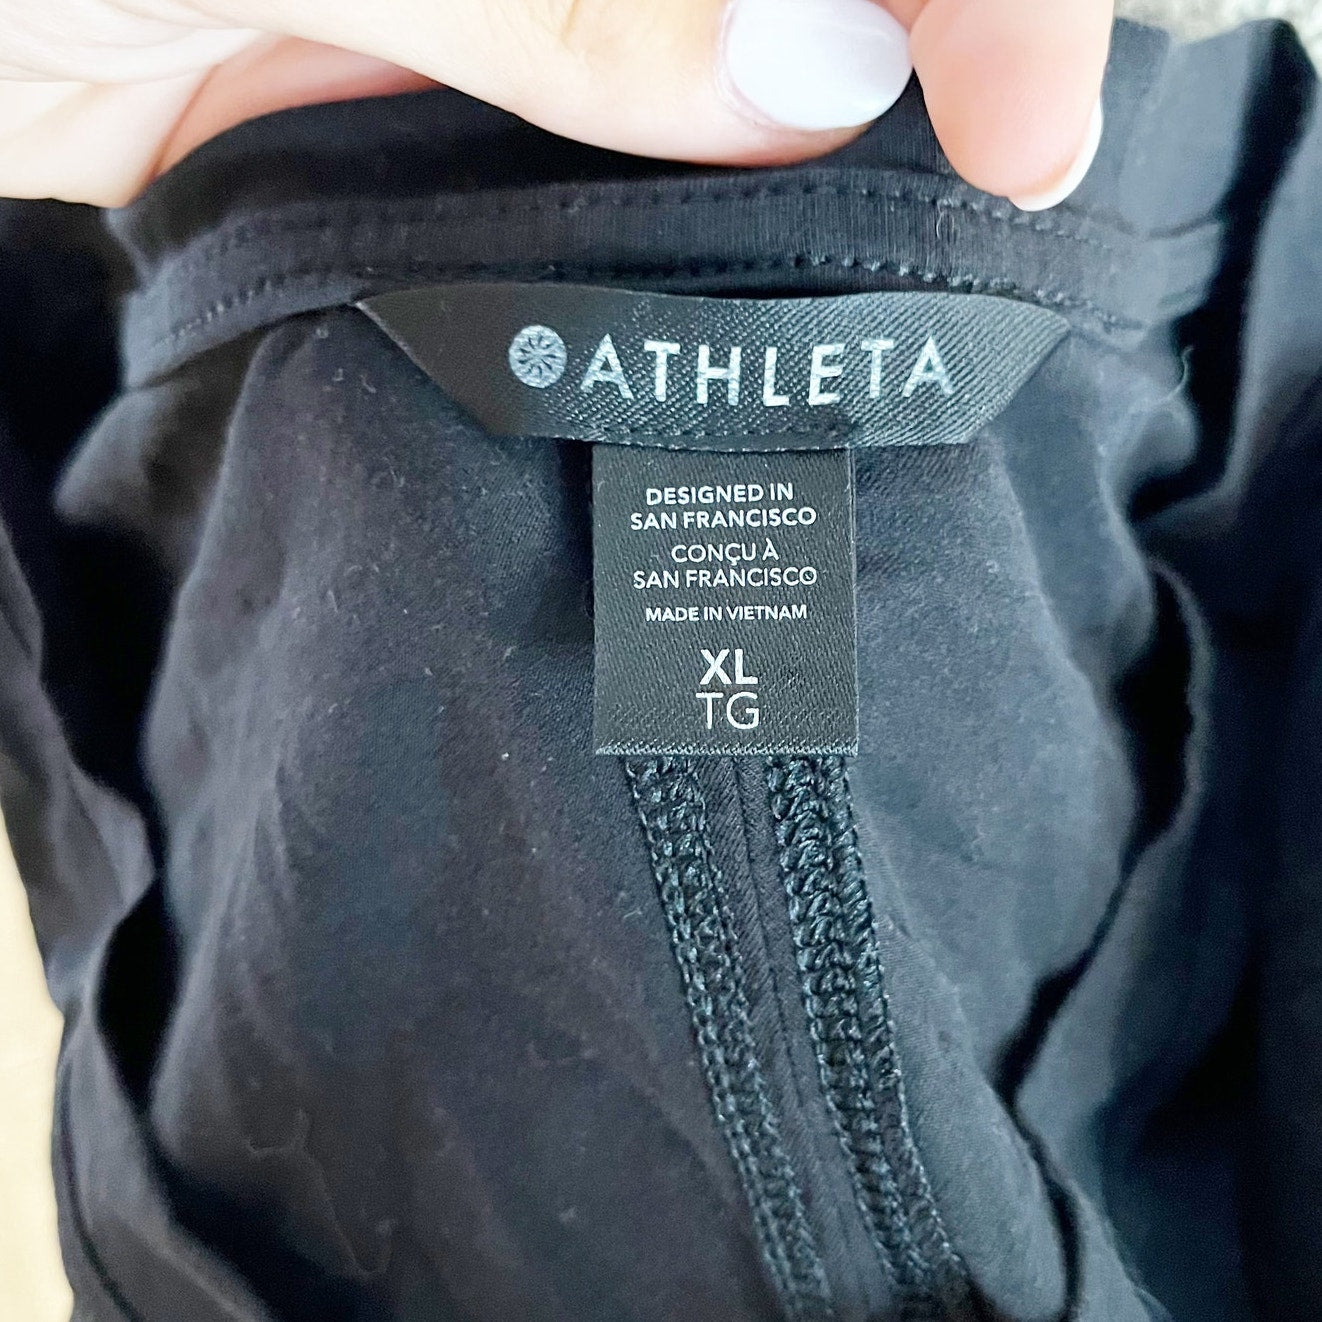 ATHLETA
DESIGNED IN
SAN FRANCISCO
CONÇU À
SAN FRANCISCO
MADE IN VIETNAM
XL
TG